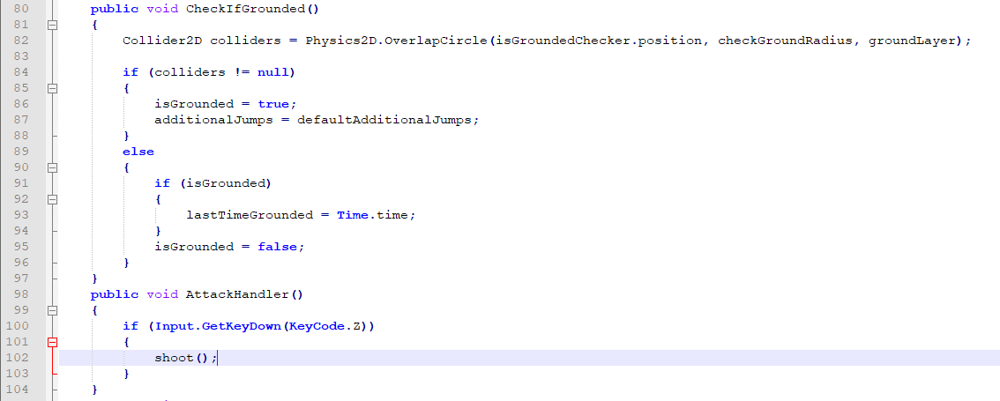 80 public void CheckIfGrounded()
81 {
82 Collider2D colliders = Physics2D.OverlapCircle(isGroundedChecker.position, checkGroundRadius, groundLayer);
83
84 if (colliders != null)
85 {
86 isGrounded = true;
87 additionalJumps = defaultAdditionalJumps;
88 }
89 else
90 {
91 if (isGrounded)
92 {
93 lastTimeGrounded = Time.time;
94 }
95 isGrounded = false;
96 }
97 }
98 public void AttackHandler()
99 {
100 if (Input.GetKeyDown(KeyCode.Z))
101 {
102 shoot();
103 }
104 }